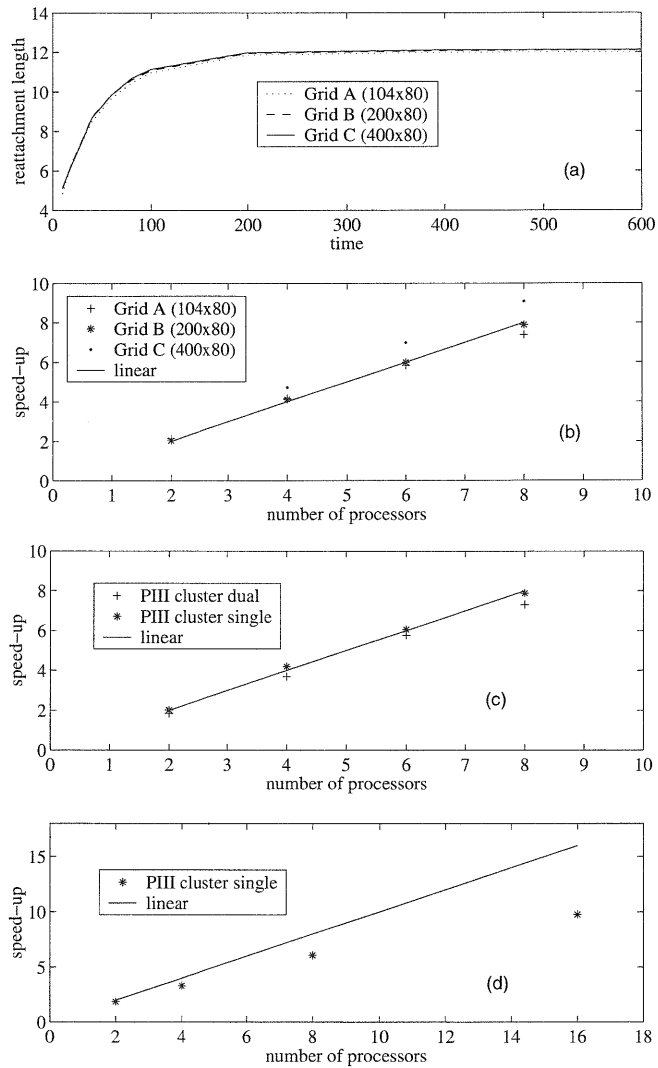 14
12
10
8
6
4
reattachment length
Grid A (104x80)
Grid B (200x80)
Grid C (400x80)
(a)
0 100 200 300 400 500 600
time
10
8
6
4
2
0
speed−up
Grid A (104x80)
Grid B (200x80)
Grid C (400x80)
linear
(b)
0 1 2 3 4 5 6 7 8 9 10
number of processors
10
8
6
4
2
0
speed−up
PIII cluster dual
PIII cluster single
linear
(c)
0 1 2 3 4 5 6 7 8 9 10
number of processors
15
10
5
0
speed−up
PIII cluster single
linear
(d)
0 2 4 6 8 10 12 14 16 18
number of processors